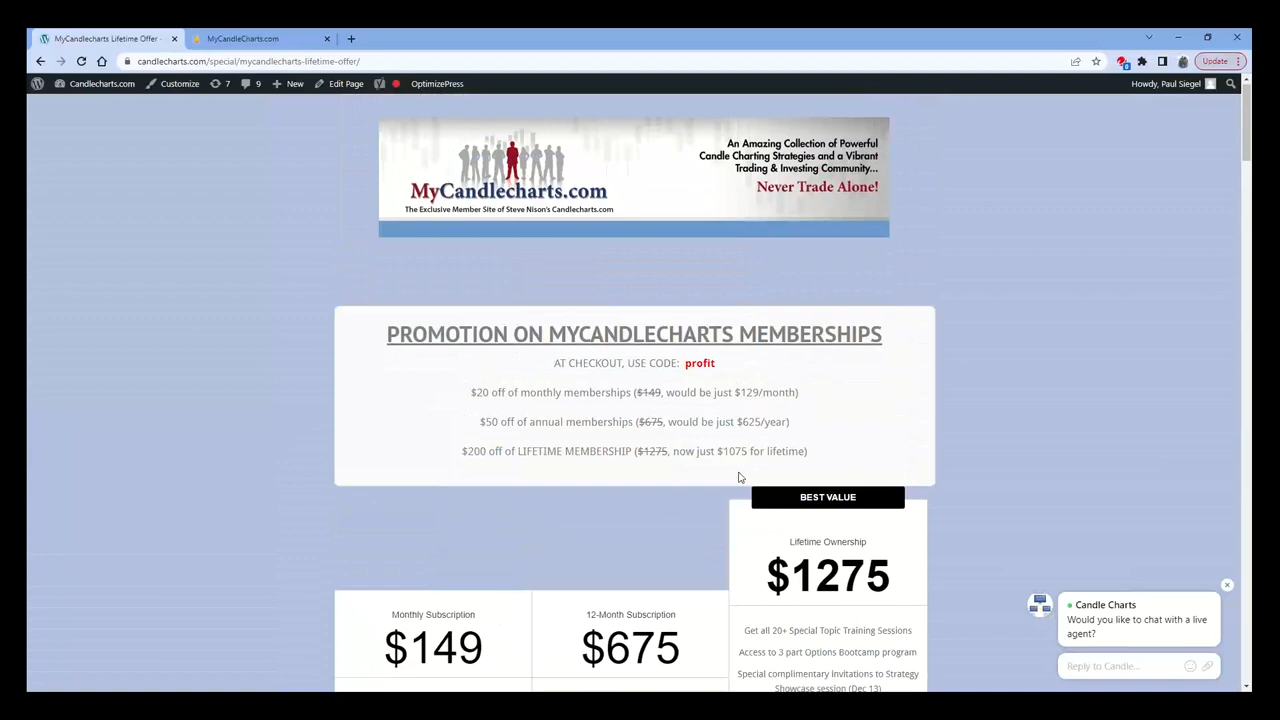 MyCandlecharts Lifetime Offer -
MyCandleCharts.com
candlecharts.com/special/mycandlecharts-lifetime-offer/
Update
Candlecharts.com
Customize
7
9
New
Edit Page
OptimizePress
Howdy, Paul Siegel
MyCandlecharts.com
The Exclusive Member Site of Steve Nison's Candlecharts.com
An Amazing Collection of Powerful
Candle Charting Strategies and a Vibrant
Trading & Investing Community...
Never Trade Alone!
PROMOTION ON MYCANDLECHARTS MEMBERSHIPS
AT CHECKOUT, USE CODE: profit
$20 off of monthly memberships ($149, would be just $129/month)
$50 off of annual memberships ($675, would be just $625/year)
$200 off of LIFETIME MEMBERSHIP ($1275, now just $1075 for lifetime)
BEST VALUE
Lifetime Ownership
$1275
Monthly Subscription
$149
12-Month Subscription
$675
Get all 20+ Special Topic Training Sessions
Access to 3 part Options Bootcamp program
Special complimentary Invitations to Strategy
Showcase session (Dec 13)
Candle Charts
Would you like to chat with a live
agent?
Reply to Candle...